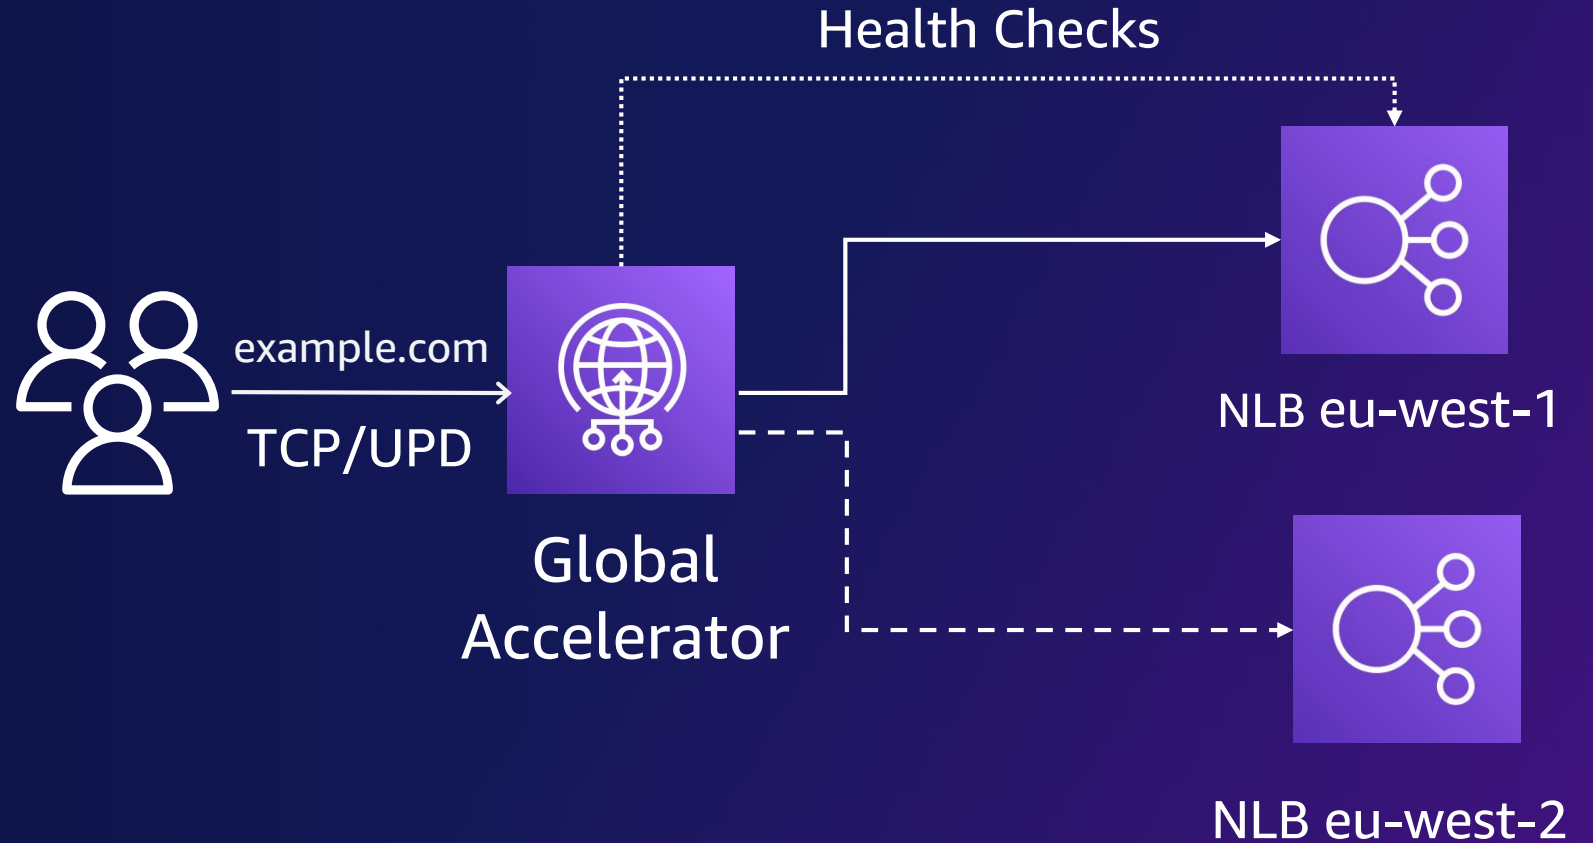 Health Checks
example.com
TCP/UPD
Global
Accelerator
NLB eu-west-1
NLB eu-west-2